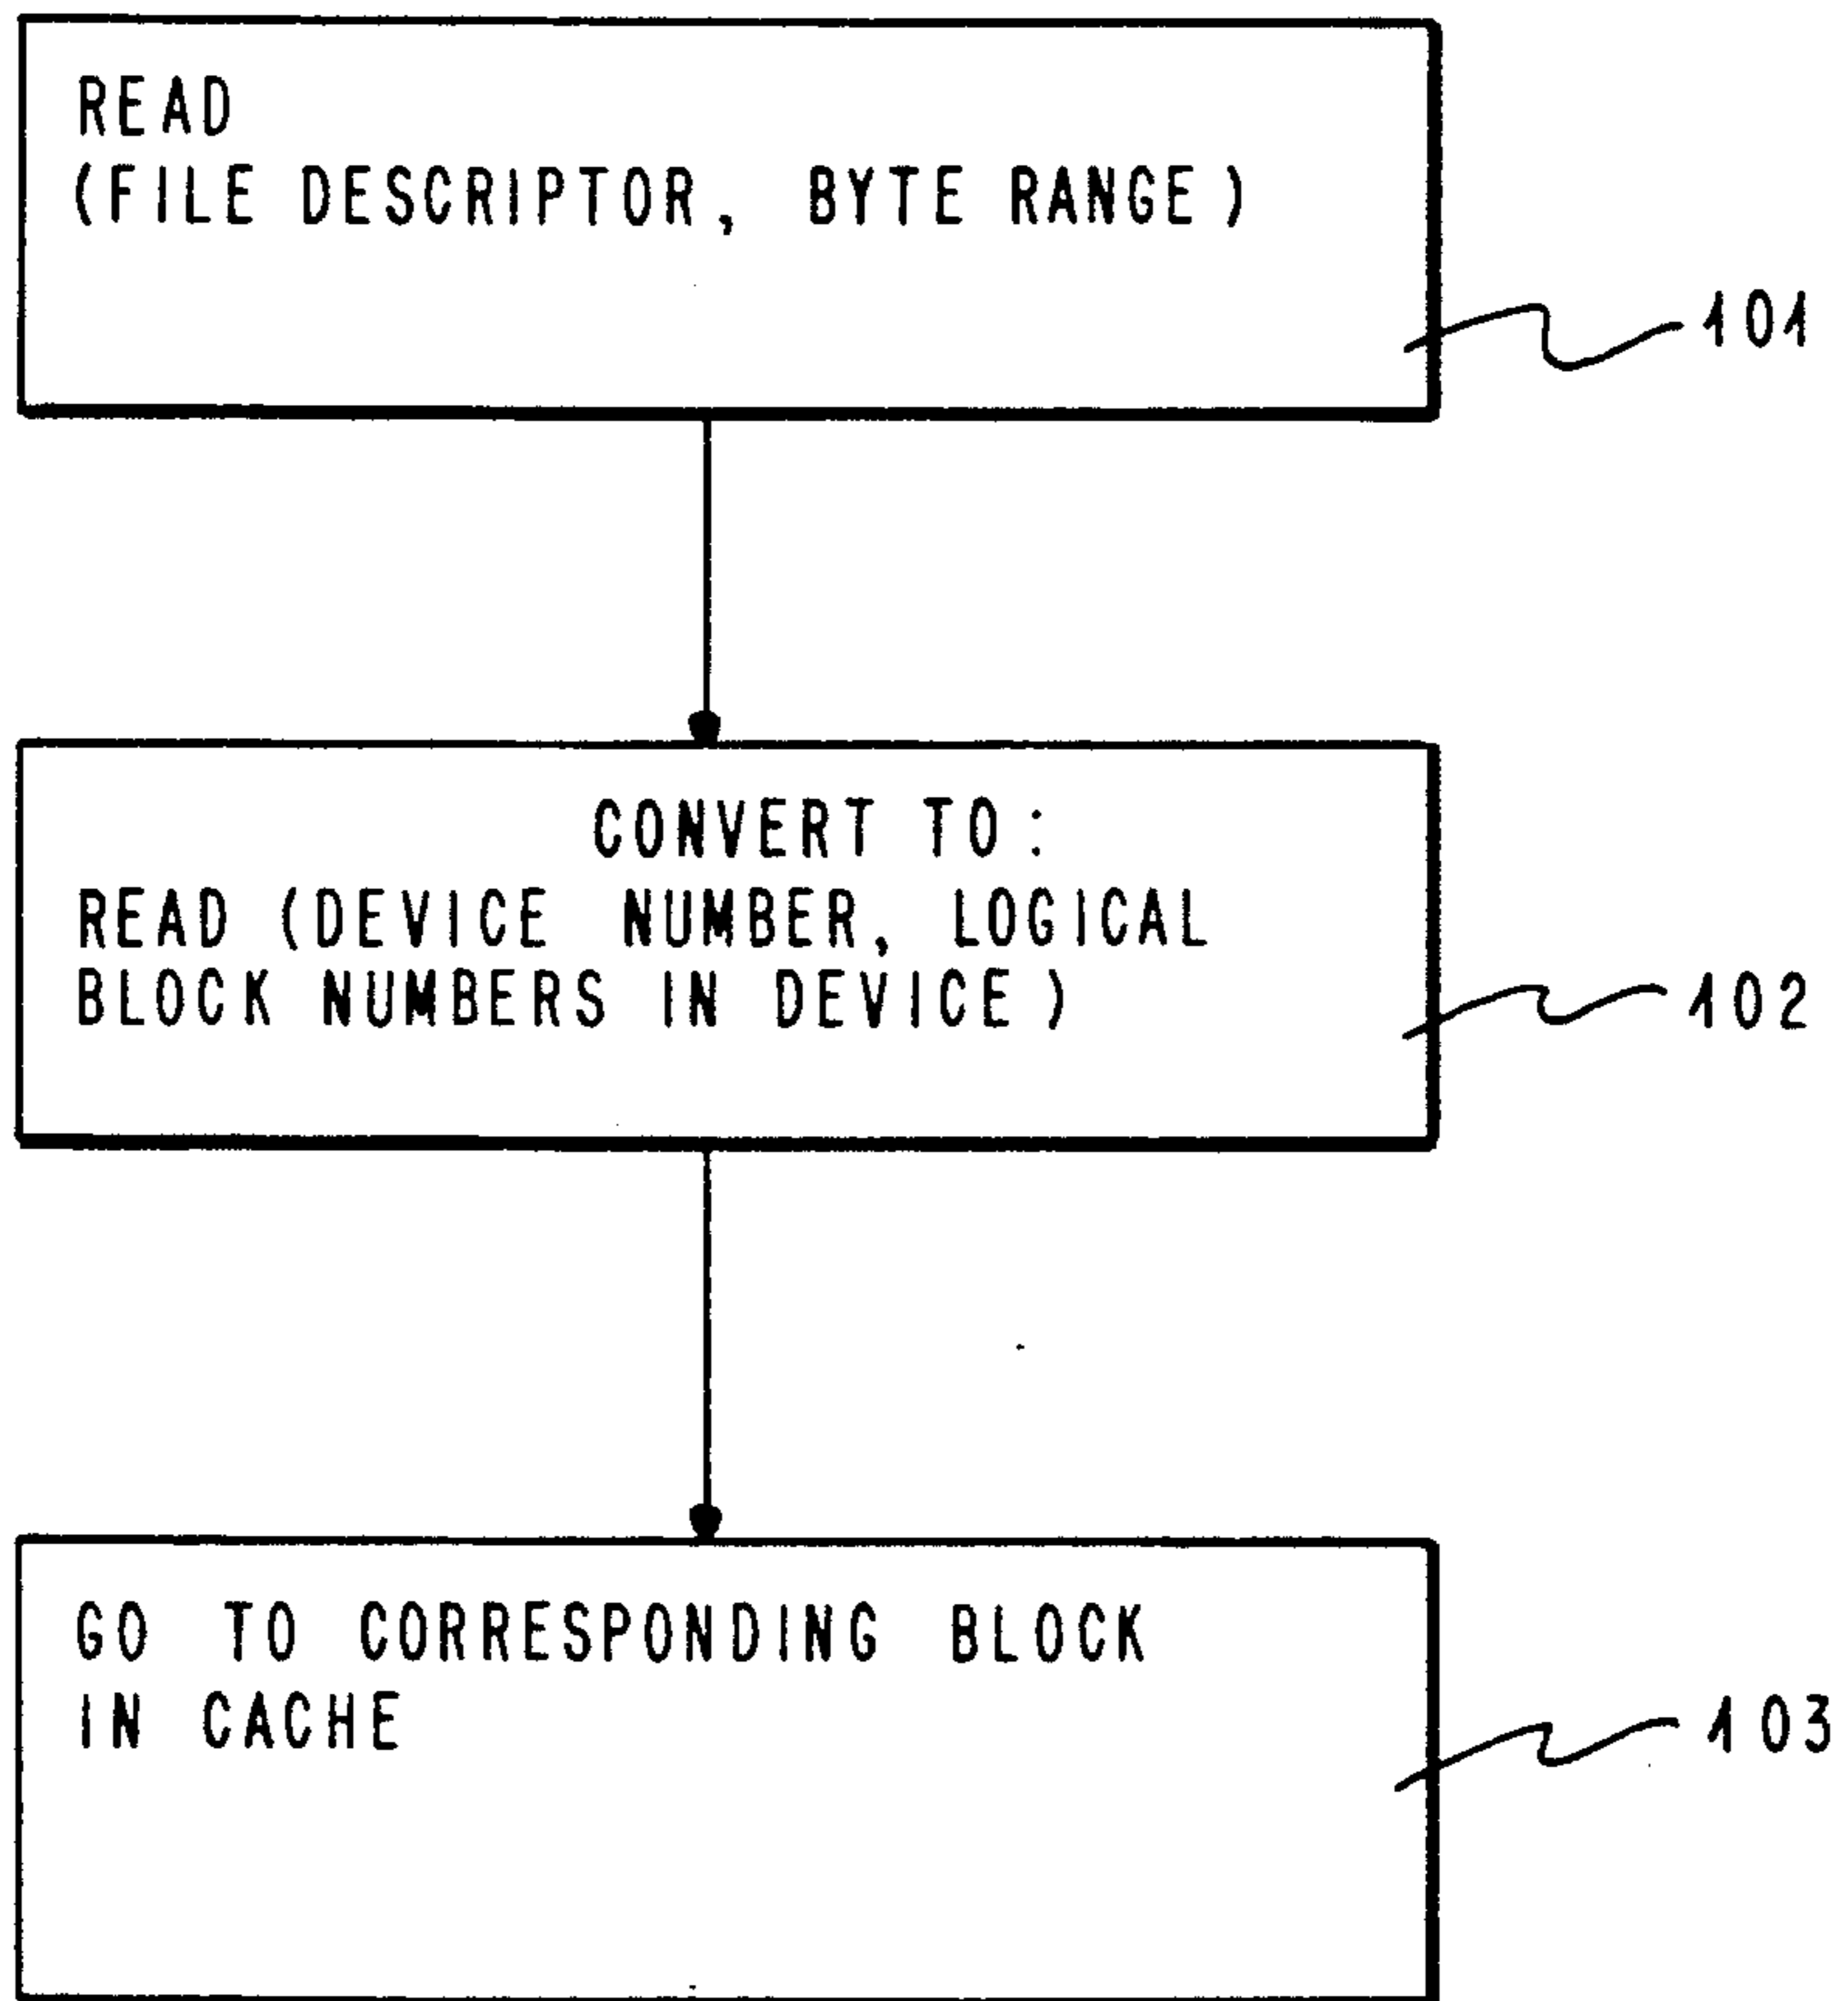 READ
(FILE DESCRIPTOR, BYTE RANGE)
101
CONVERT TO:
READ (DEVICE NUMBER, LOGICAL
BLOCK NUMBERS IN DEVICE)
102
GO TO CORRESPONDING BLOCK
IN CACHE
103